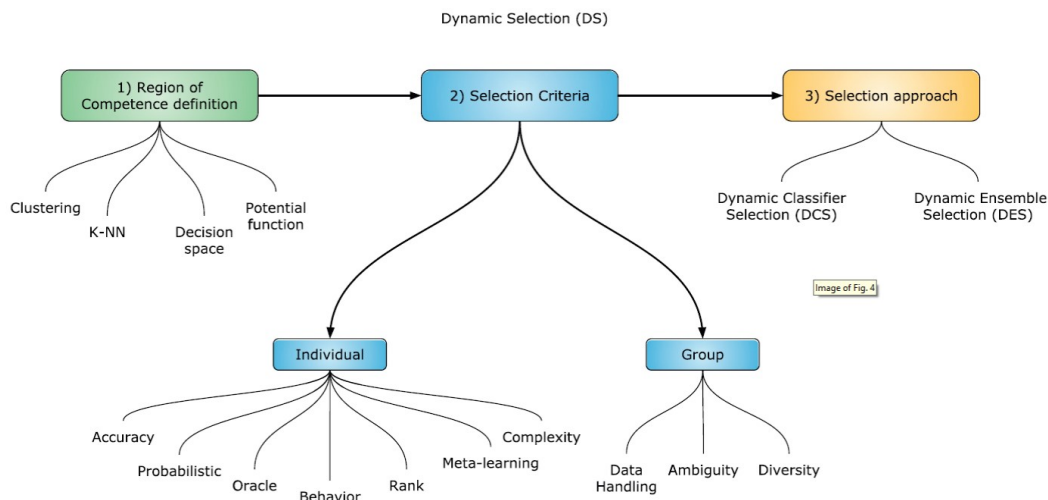 Dynamic Selection (DS)
1) Region of
Competence definition
2) Selection Criteria
3) Selection approach
Clustering
K-NN
Decision
space
Potential
function
Dynamic Classifier
Selection (DCS)
Dynamic Ensemble
Selection (DES)
Image of Fig. 4
Individual
Group
Accuracy
Probabilistic
Oracle
Behavior
Rank
Meta-learning
Complexity
Data
Handling
Ambiguity
Diversity